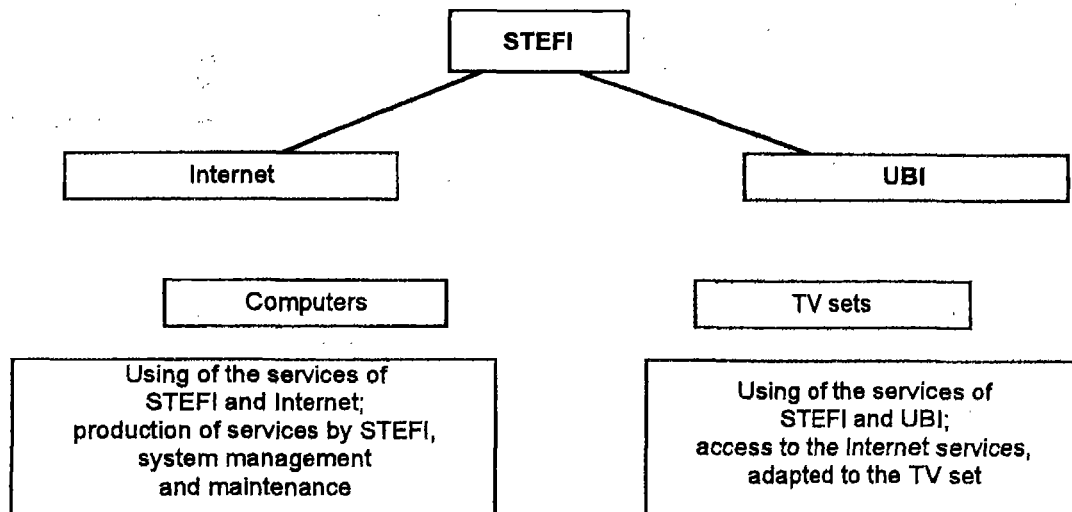 STEFI
Internet
UBI
Computers
TV sets
Using of the services of
STEFI and Internet;
production of services by STEFI,
system management
and maintenance
Using of the services of
STEFI and UBI;
access to the Internet services,
adapted to the TV set